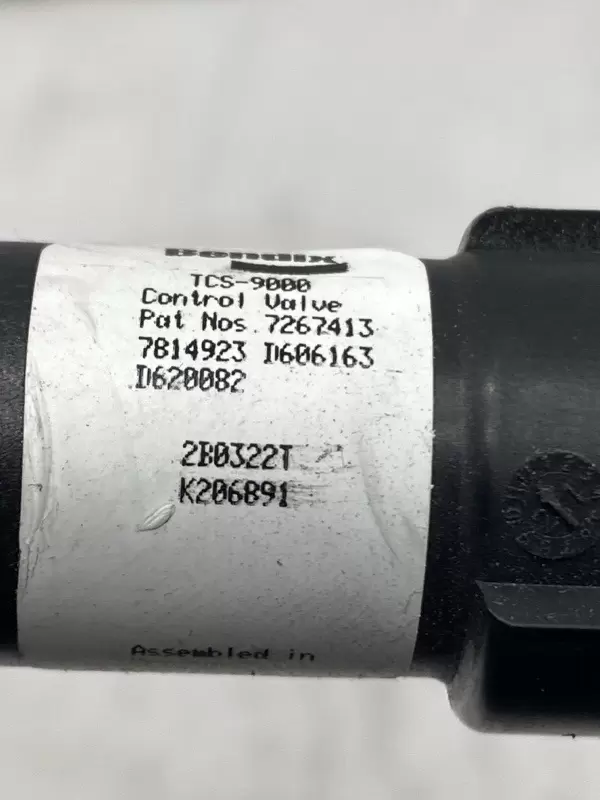 Bendix
TCS-9000
Control Valve
Pat Nos. 7267413
7814923 D606163
D620082
2B0322T
K206891
Assembled in